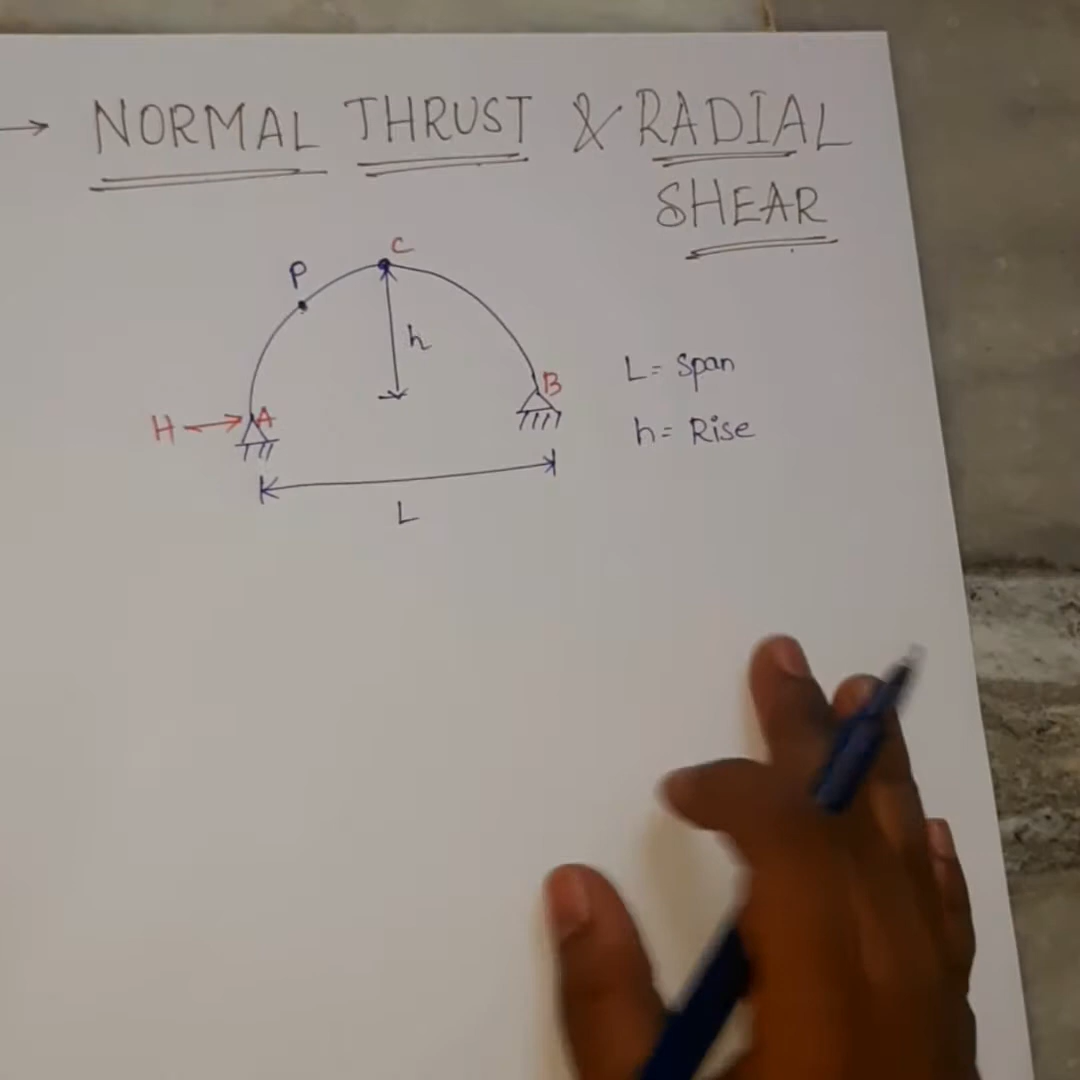 → NORMAL THRUST & RADIAL
SHEAR
C
P
h
L = Span
B
H → A
h = Rise
L